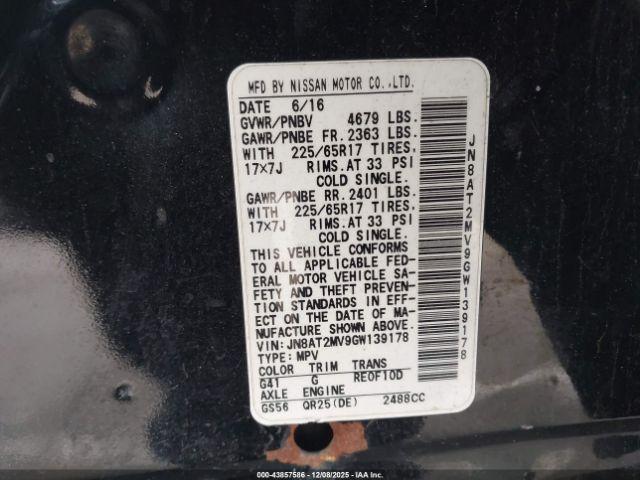 MFD BY NISSAN MOTOR CO.,LTD.
DATE 6/16
GVWR/PNBV 4679 LBS.
GAWR/PNBE FR. 2363 LBS.
WITH 225/65R17 TIRES,
17×7J RIMS.AT 33 PSI
COLD SINGLE.
GAWR/PNBE RR. 2401 LBS.
WITH 225/65R17 TIRES,
17×7J RIMS.AT 33 PSI
COLD SINGLE.
THIS VEHICLE CONFORMS
TO ALL APPLICABLE FED-
ERAL MOTOR VEHICLE SA-
FETY AND THEFT PREVEN-
TION STANDARDS IN EFF-
ECT ON THE DATE OF MA-
NUFACTURE SHOWN ABOVE.
VIN: JN8AT2MV9GW139178
TYPE: MPV
COLOR TRIM TRANS
G41 G RE0F10D
AXLE ENGINE
GS56 QR25(DE) 2488CC
JN8AT2MV9GW139178
000-43857586 - 12/08/2025 - IAA Inc.